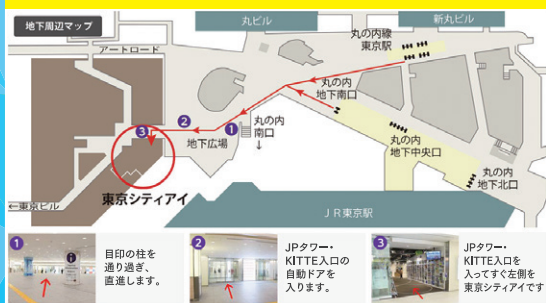 地下周辺マップ
丸ビル
新丸ビル
アートロード
丸の内線
東京駅
丸の内
地下南口
3
2
1
丸の内
南口
↓
地下広場
丸の内
地下中央口
丸の内
地下北口
東京シティアイ
←東京ビル
JR東京駅
1
i
目印の柱を
通り過ぎ、
直進します。
2
JPタワー・
KITTE入口の
自動ドアを
入ります。
3
JPタワー・
KITTE入口を
入ってすぐ左側を
東京シティアイです